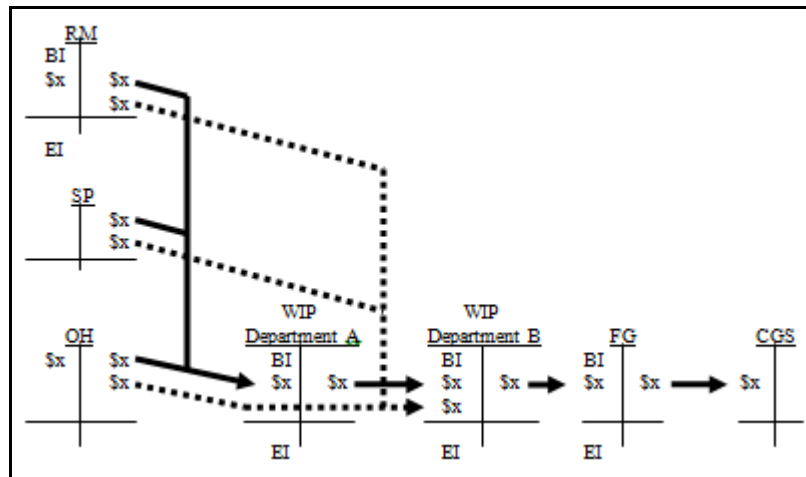 RM
BI
$x $x
$x
EI
SP
$x
$x
WIP WIP
OH Department A Department B FG CGS
$x $x BI $x $x BI $x $x BI $x $x $x
$x $x
EI EI EI